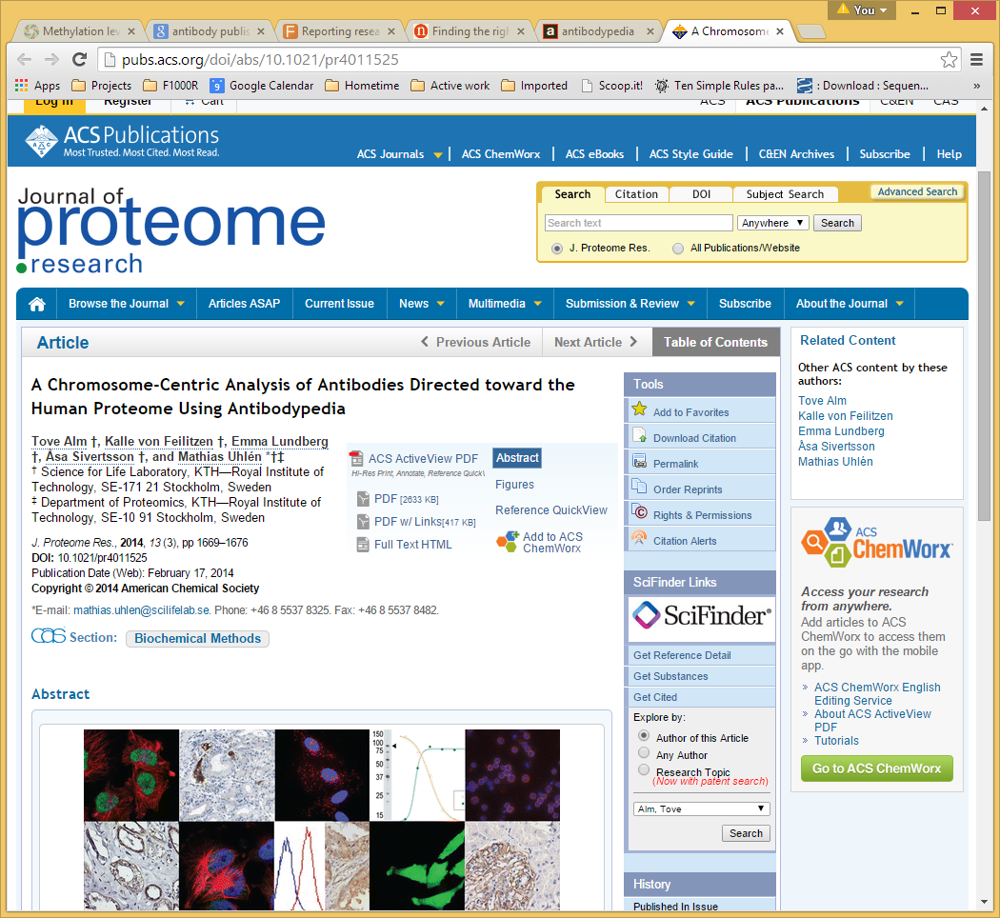 You
Methylation lev
antibody publis
Reporting resea
Finding the righ
antibodypedia
A Chromosome
pubs.acs.org/doi/abs/10.1021/pr4011525
Apps Projects F1000R Google Calendar Hometime Active work Imported Scoop.it! Ten Simple Rules pa... : Download : Sequen... »
Log In Register Cart ACS ACS Publications C&EN CAS
ACS Publications
Most Trusted. Most Cited. Most Read.
ACS Journals ACS ChemWorx ACS eBooks ACS Style Guide C&EN Archives Subscribe Help
Journal of
proteome
research
Search Citation DOI Subject Search Advanced Search
Search text Anywhere Search
J. Proteome Res. All Publications/Website
Browse the Journal Articles ASAP Current Issue News Multimedia Submission & Review Subscribe About the Journal
Article
Previous Article Next Article Table of Contents
A Chromosome-Centric Analysis of Antibodies Directed toward the
Human Proteome Using Antibodypedia
Tove Alm †, Kalle von Feilitzen †, Emma Lundberg
†, Åsa Sivertsson †, and Mathias Uhlén *†‡
† Science for Life Laboratory, KTH—Royal Institute of
Technology, SE-171 21 Stockholm, Sweden
‡ Department of Proteomics, KTH—Royal Institute of
Technology, SE-10 91 Stockholm, Sweden
J. Proteome Res., 2014, 13 (3), pp 1669–1676
DOI: 10.1021/pr4011525
Publication Date (Web): February 17, 2014
Copyright © 2014 American Chemical Society
*E-mail: mathias.uhlen@scilifelab.se. Phone: +46 8 5537 8325. Fax: +46 8 5537 8482.
CAS Section: Biochemical Methods
ACS ActiveView PDF
Hi-Res Print, Annotate, Reference QuickV
PDF [2633 KB]
PDF w/ Links[417 KB]
Full Text HTML
Abstract
Figures
Reference QuickView
Add to ACS
ChemWorx
Abstract
150
100
75
50
37
25
15
Tools
Add to Favorites
Download Citation
Permalink
Order Reprints
Rights & Permissions
Citation Alerts
SciFinder Links
SciFinder®
Get Reference Detail
Get Substances
Get Cited
Explore by:
Author of this Article
Any Author
Research Topic
(Now with patent search)
Alm, Tove
Search
History
Published In Issue
Related Content
Other ACS content by these
authors:
Tove Alm
Kalle von Feilitzen
Emma Lundberg
Åsa Sivertsson
Mathias Uhlén
ACS
ChemWorx
Access your research
from anywhere.
Add articles to ACS
ChemWorx to access them
on the go with the mobile
app.
» ACS ChemWorx English
Editing Service
» About ACS ActiveView
PDF
» Tutorials
Go to ACS ChemWorx